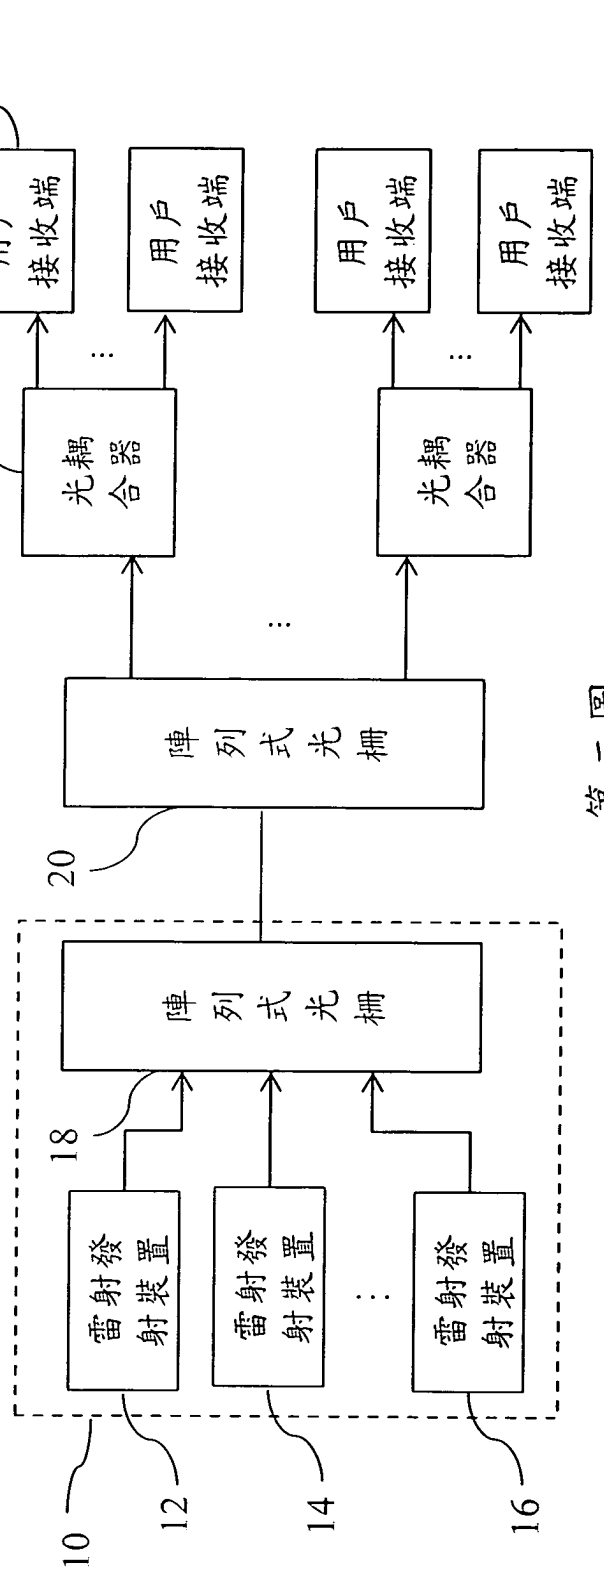 10
12
雷射發
射裝置
14
雷射發
射裝置
⋮
16
雷射發
射裝置
18
陣列式光柵
20
陣列式光柵
...
光耦
合器
...
用戶
接收端
用戶
接收端
光耦
合器
...
用戶
接收端
用戶
接收端
第一圖